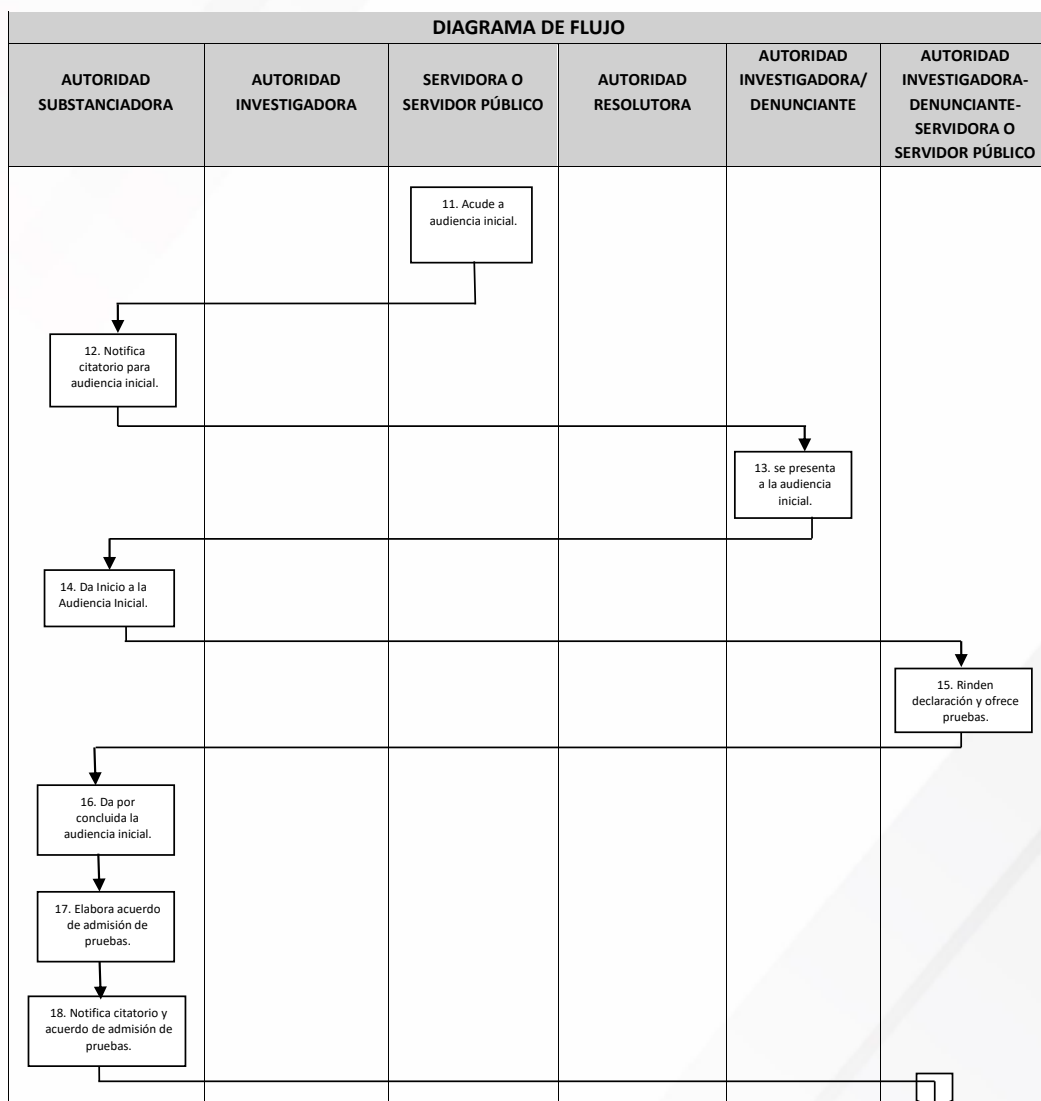 DIAGRAMA DE FLUJO
AUTORIDAD
SUBSTANCIADORA
AUTORIDAD
INVESTIGADORA
SERVIDORA O
SERVIDOR PÚBLICO
AUTORIDAD
RESOLUTORA
AUTORIDAD
INVESTIGADORA/
DENUNCIANTE
AUTORIDAD
INVESTIGADORA-
DENUNCIANTE-
SERVIDORA O
SERVIDOR PÚBLICO
11. Acude a
audiencia inicial.
12. Notifica
citatorio para
audiencia inicial.
13. se presenta
a la audiencia
inicial.
14. Da Inicio a la
Audiencia Inicial.
15. Rinden
declaración y ofrece
pruebas.
16. Da por
concluida la
audiencia inicial.
17. Elabora acuerdo
de admisión de
pruebas.
18. Notifica citatorio y
acuerdo de admisión de
pruebas.